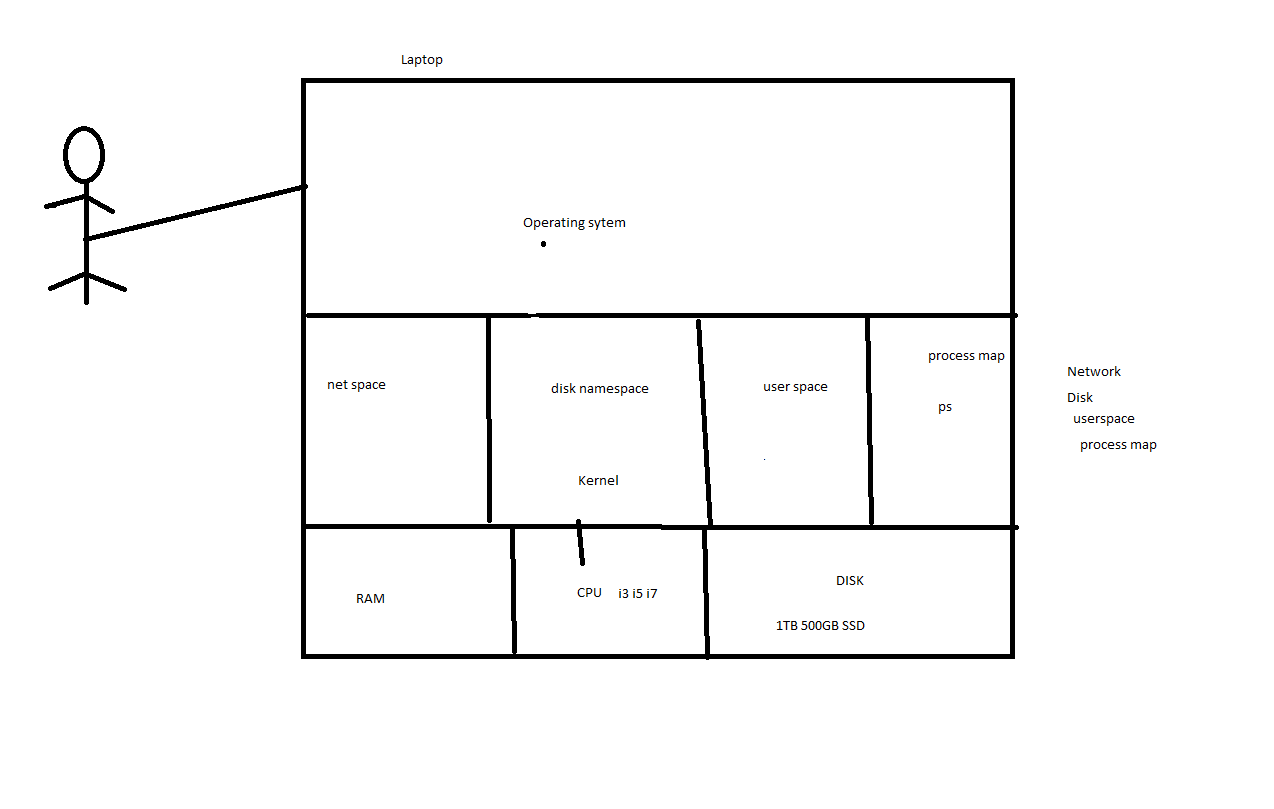 Laptop
Operating sytem
net space
disk namespace
user space
process map
ps
Kernel
Network
Disk
userspace
process map
RAM
CPU i3 i5 i7
DISK
1TB 500GB SSD